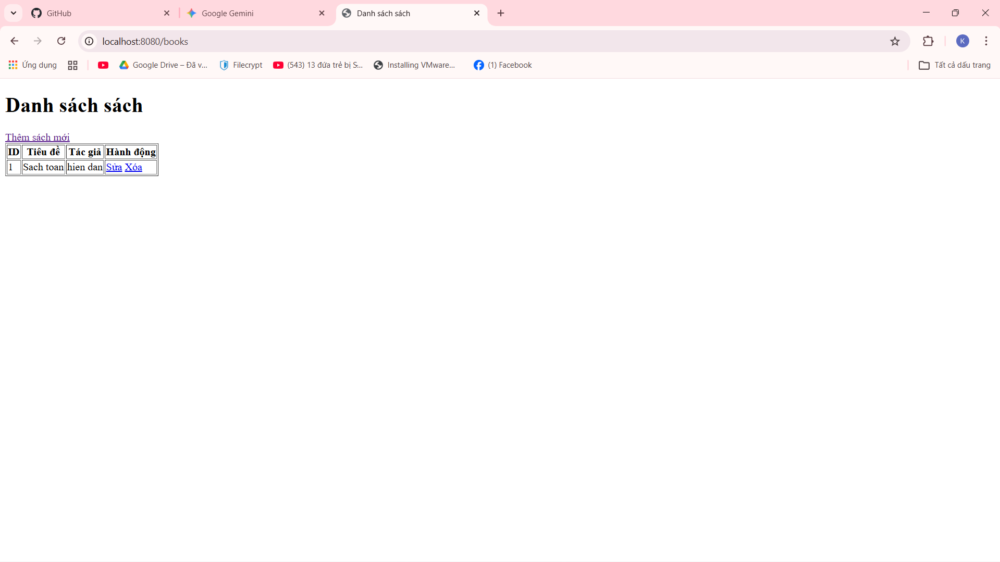 GitHub
Google Gemini
Danh sách sách
localhost:8080/books
K
Ứng dụng
Google Drive – Đã v...
Filecrypt
(543) 13 đứa trẻ bị S...
Installing VMware...
(1) Facebook
Tất cả dấu trang
Danh sách sách
Thêm sách mới
ID Tiêu đề Tác giả Hành động
1 Sach toan hien dan Sửa Xóa